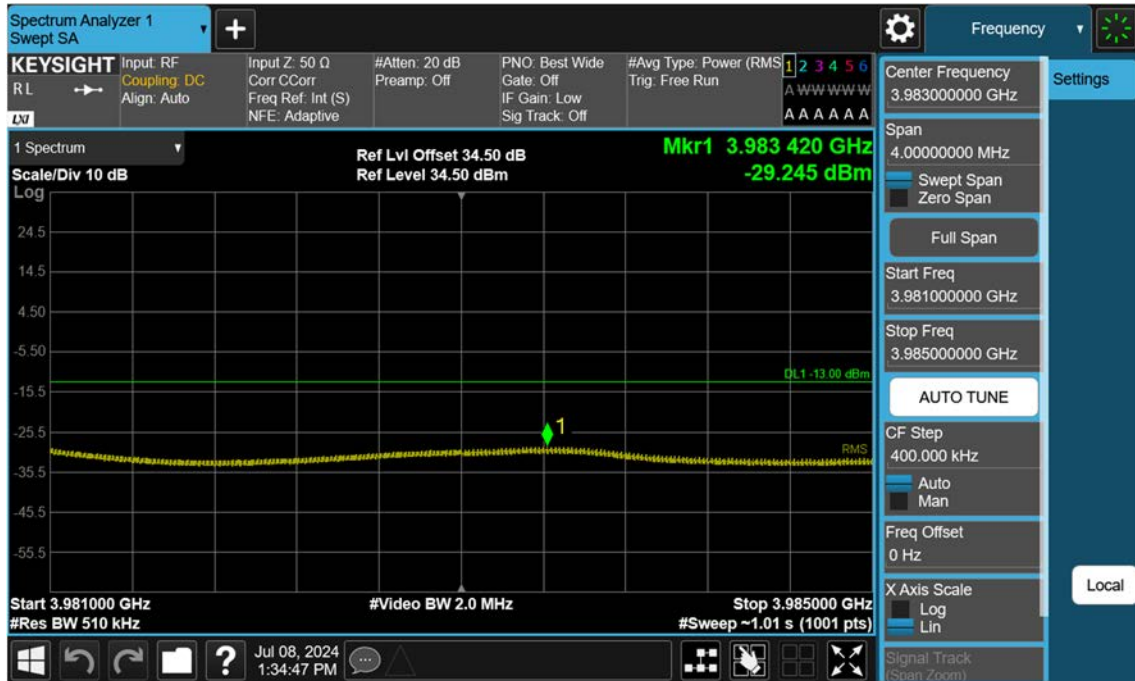 Spectrum Analyzer 1
Swept SA
+
Frequency
KEYSIGHT
R L
LXI
Input: RF
Coupling: DC
Align: Auto
Input Z: 50 Ω
Corr CCorr
Freq Ref: Int (S)
NFE: Adaptive
#Atten: 20 dB
Preamp: Off
PNO: Best Wide
Gate: Off
IF Gain: Low
Sig Track: Off
#Avg Type: Power (RMS
Trig: Free Run
1 2 3 4 5 6
A W W W W W
A A A A A A
1 Spectrum
Scale/Div 10 dB
Ref Lvl Offset 34.50 dB
Ref Level 34.50 dBm
Mkr1 3.983 420 GHz
-29.245 dBm
Log
24.5
14.5
4.50
-5.50
DL1 -13.00 dBm
-15.5
1
-25.5
RMS
-35.5
-45.5
-55.5
Start 3.981000 GHz
#Video BW 2.0 MHz
Stop 3.985000 GHz
#Res BW 510 kHz
#Sweep ~1.01 s (1001 pts)
Center Frequency
3.983000000 GHz
Span
4.00000000 MHz
Swept Span
Zero Span
Full Span
Start Freq
3.981000000 GHz
Stop Freq
3.985000000 GHz
AUTO TUNE
CF Step
400.000 kHz
Auto
Man
Freq Offset
0 Hz
X Axis Scale
Log
Lin
Signal Track
(Span Zoom)
Settings
Local
?
Jul 08, 2024
1:34:47 PM